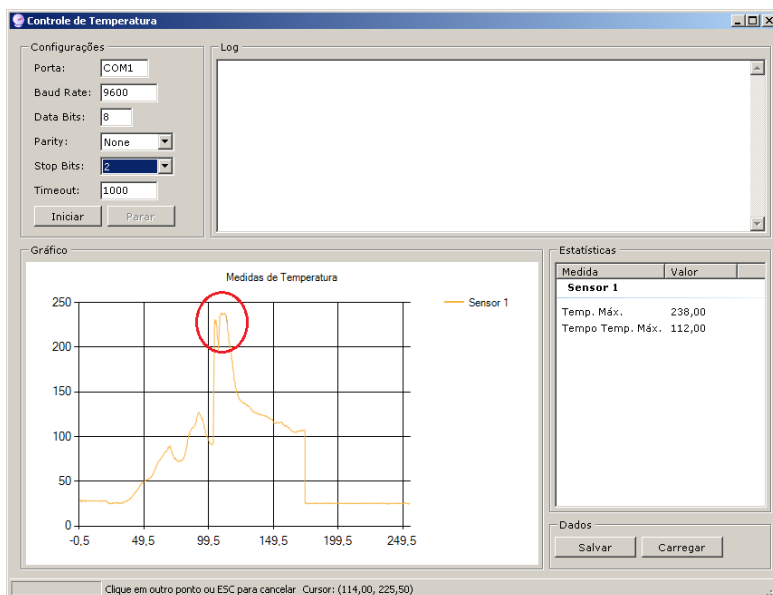 Controle de Temperatura
Configurações
Porta: COM1
Baud Rate: 9600
Data Bits: 8
Parity: None
Stop Bits: 2
Timeout: 1000
Iniciar Parar
Log
Gráfico
Medidas de Temperatura
Sensor 1
250
200
150
100
50
0
-0,5 49,5 99,5 149,5 199,5 249,5
Estatísticas
Medida Valor
Sensor 1
Temp. Máx. 238,00
Tempo Temp. Máx. 112,00
Dados
Salvar Carregar
Clique em outro ponto ou ESC para cancelar Cursor: (114,00, 225,50)